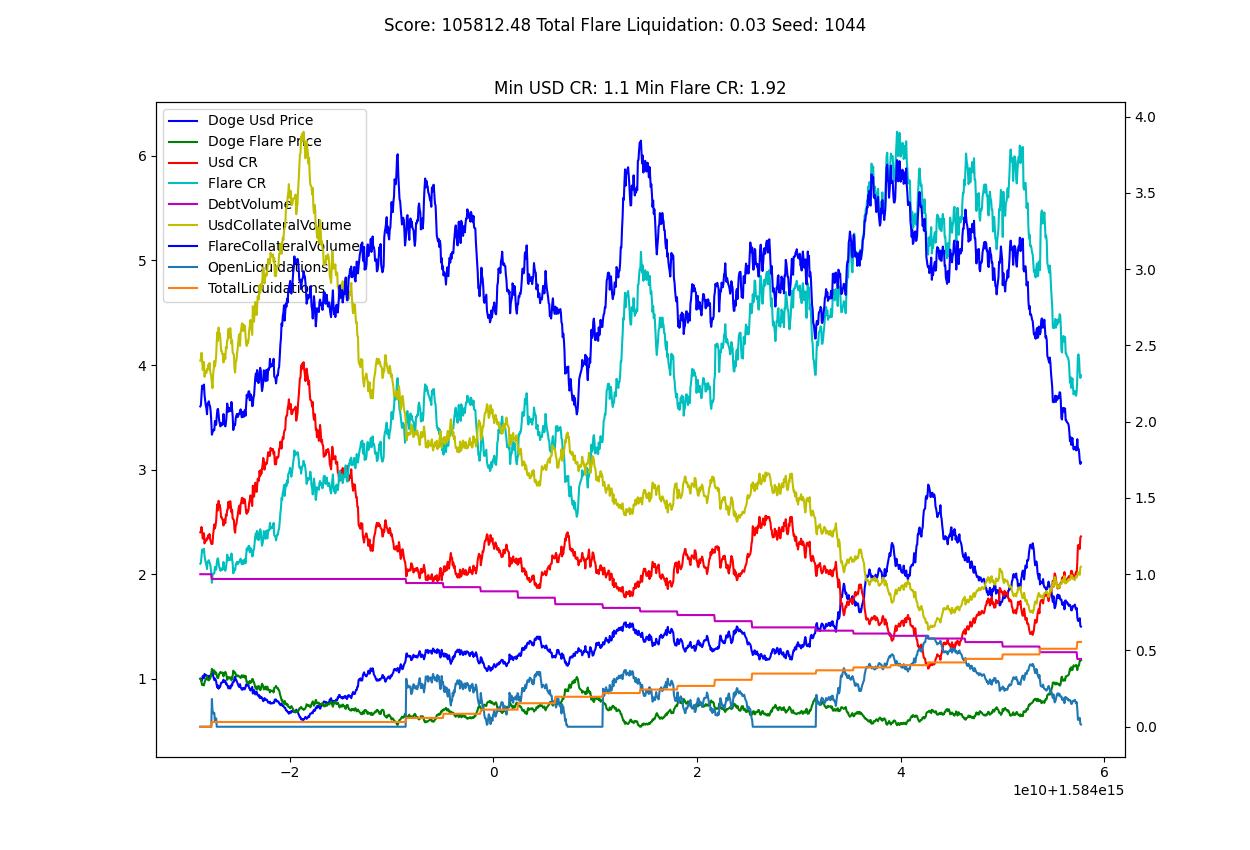 Score: 105812.48 Total Flare Liquidation: 0.03 Seed: 1044
Min USD CR: 1.1 Min Flare CR: 1.92
Doge Usd Price
Doge Flare Price
Usd CR
Flare CR
DebtVolume
UsdCollateralVolume
FlareCollateralVolume
OpenLiquidations
TotalLiquidations
6
5
4
3
2
1
4.0
3.5
3.0
2.5
2.0
1.5
1.0
0.5
0.0
−2 0 2 4 6
1e10+1.584e15